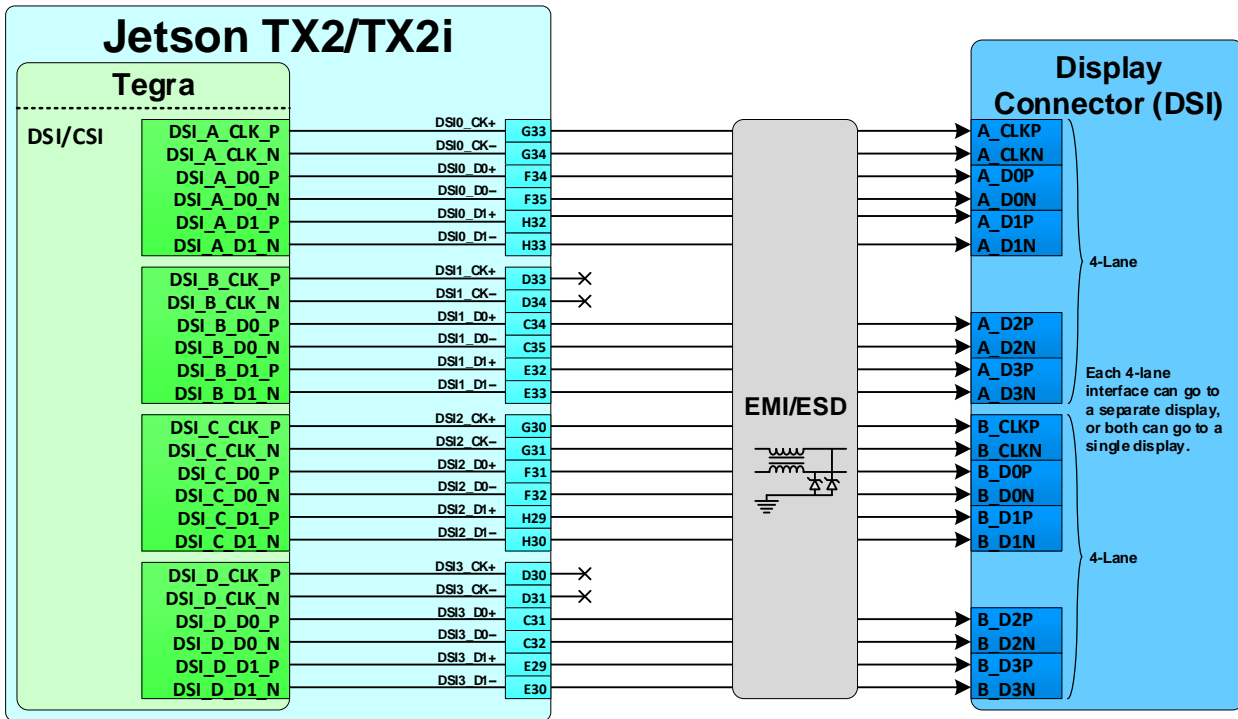 Jetson TX2/TX2i
Tegra
DSI/CSI
Display
Connector (DSI)
DSI_A_CLK_P DSI0_CK+ G33 A_CLKP
DSI_A_CLK_N DSI0_CK– G34 A_CLKN
DSI_A_D0_P DSI0_D0+ F34 A_D0P
DSI_A_D0_N DSI0_D0– F35 A_D0N
DSI_A_D1_P DSI0_D1+ H32 A_D1P
DSI_A_D1_N DSI0_D1– H33 A_D1N
4-Lane
DSI_B_CLK_P DSI1_CK+ D33
DSI_B_CLK_N DSI1_CK– D34
DSI_B_D0_P DSI1_D0+ C34 A_D2P
DSI_B_D0_N DSI1_D0– C35 A_D2N
DSI_B_D1_P DSI1_D1+ E32 A_D3P
DSI_B_D1_N DSI1_D1– E33 A_D3N
Each 4-lane
interface can go to
a separate display,
or both can go to a
single display.
EMI/ESD
DSI_C_CLK_P DSI2_CK+ G30 B_CLKP
DSI_C_CLK_N DSI2_CK– G31 B_CLKN
DSI_C_D0_P DSI2_D0+ F31 B_D0P
DSI_C_D0_N DSI2_D0– F32 B_D0N
DSI_C_D1_P DSI2_D1+ H29 B_D1P
DSI_C_D1_N DSI2_D1– H30 B_D1N
4-Lane
DSI_D_CLK_P DSI3_CK+ D30
DSI_D_CLK_N DSI3_CK– D31
DSI_D_D0_P DSI3_D0+ C31 B_D2P
DSI_D_D0_N DSI3_D0– C32 B_D2N
DSI_D_D1_P DSI3_D1+ E29 B_D3P
DSI_D_D1_N DSI3_D1– E30 B_D3N